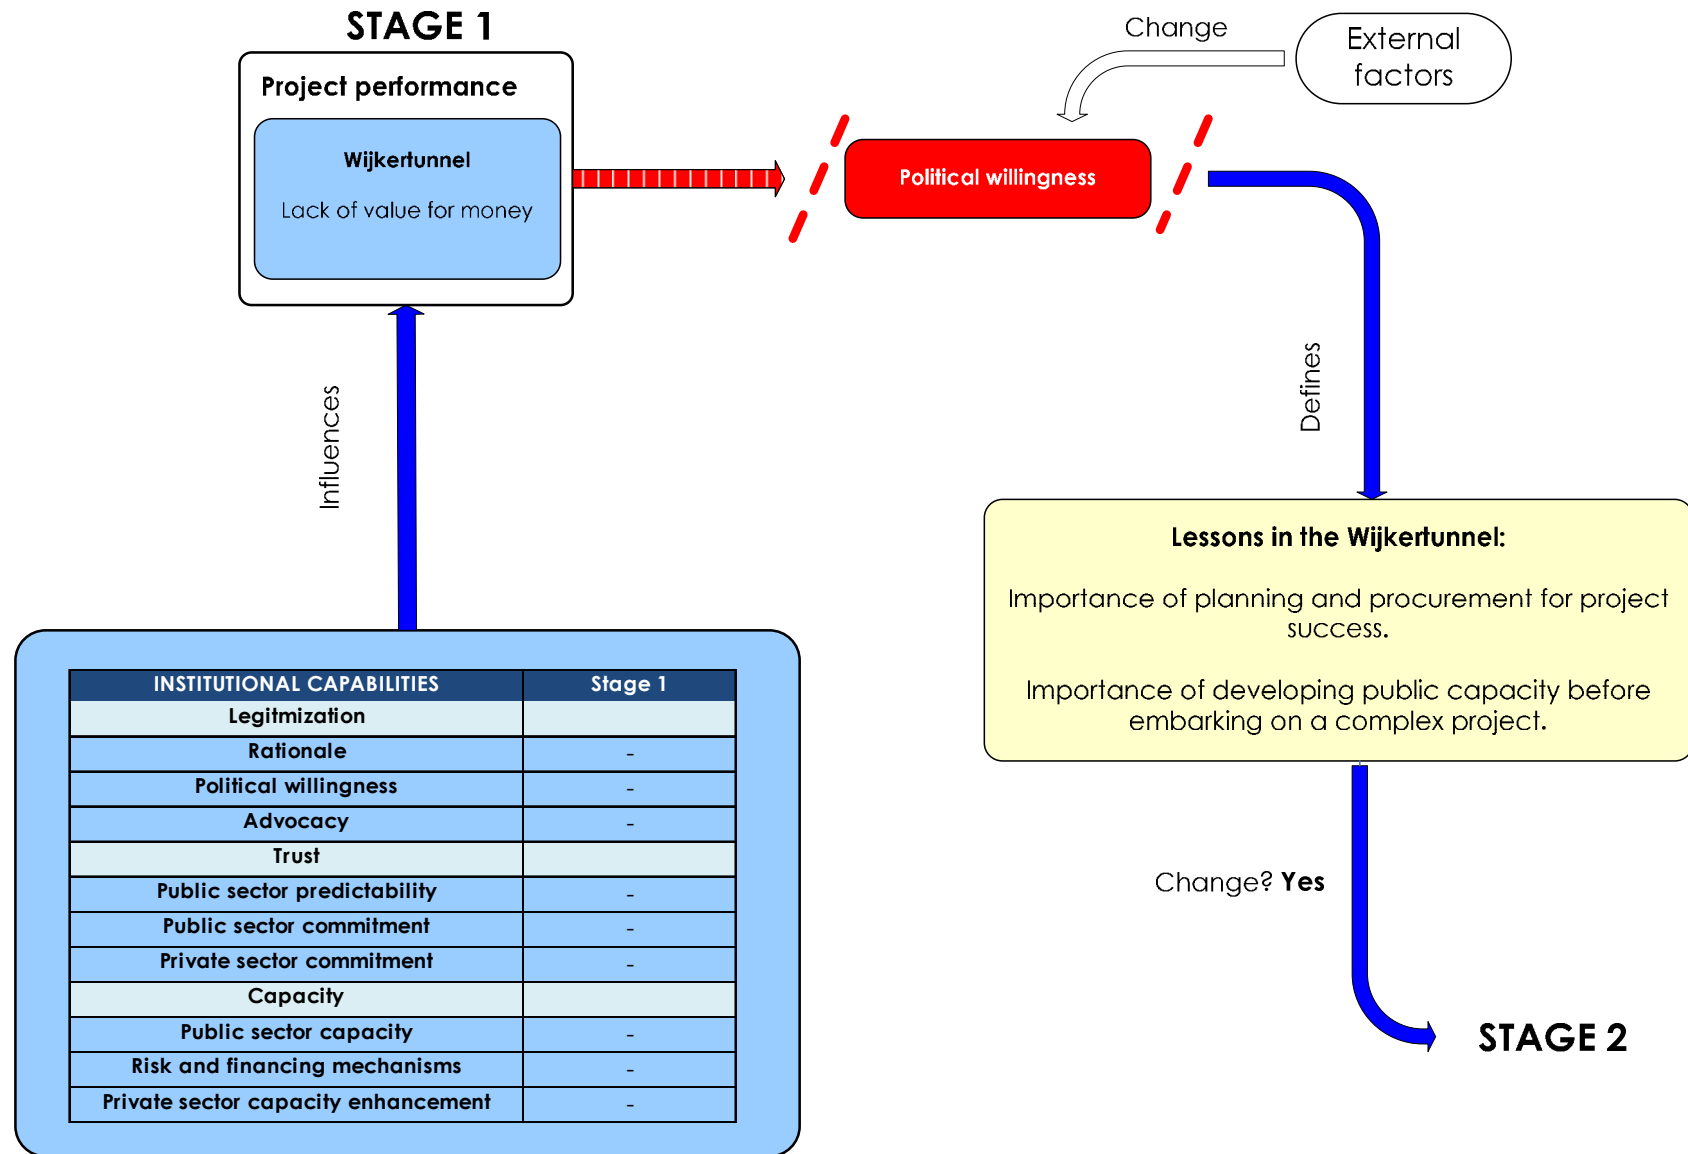 STAGE 1
Project performance
Wijkertunnel
Lack of value for money
Change
External
factors
Political willingness
Influences
Defines
Lessons in the Wijkertunnel:
Importance of planning and procurement for project
success.
Importance of developing public capacity before
embarking on a complex project.
Change? Yes
STAGE 2
INSTITUTIONAL CAPABILITIES Stage 1
Legitmization
Rationale -
Political willingness -
Advocacy -
Trust
Public sector predictability -
Public sector commitment -
Private sector commitment -
Capacity
Public sector capacity -
Risk and financing mechanisms -
Private sector capacity enhancement -